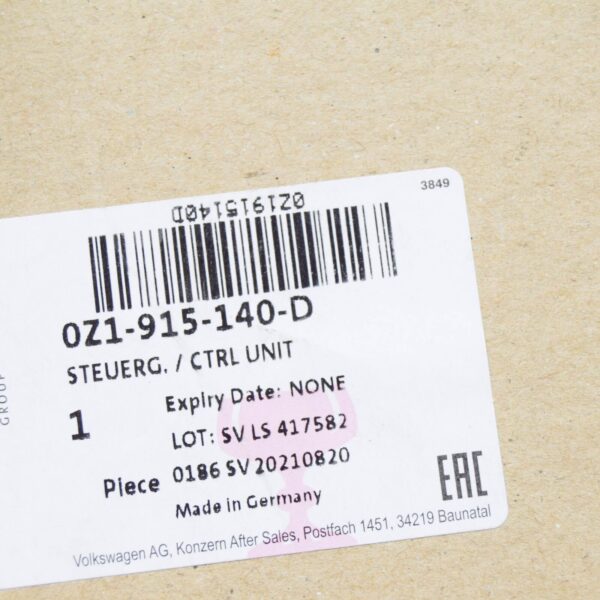 3849
0Z1915140D
0Z1-915-140-D
STEUERG. / CTRL UNIT
1
Expiry Date: NONE
LOT: SV LS 417582
Piece 0186 SV 20210820
Made in Germany
EAC
Volkswagen AG, Konzern After Sales, Postfach 1451, 34219 Baunatal
GROUP